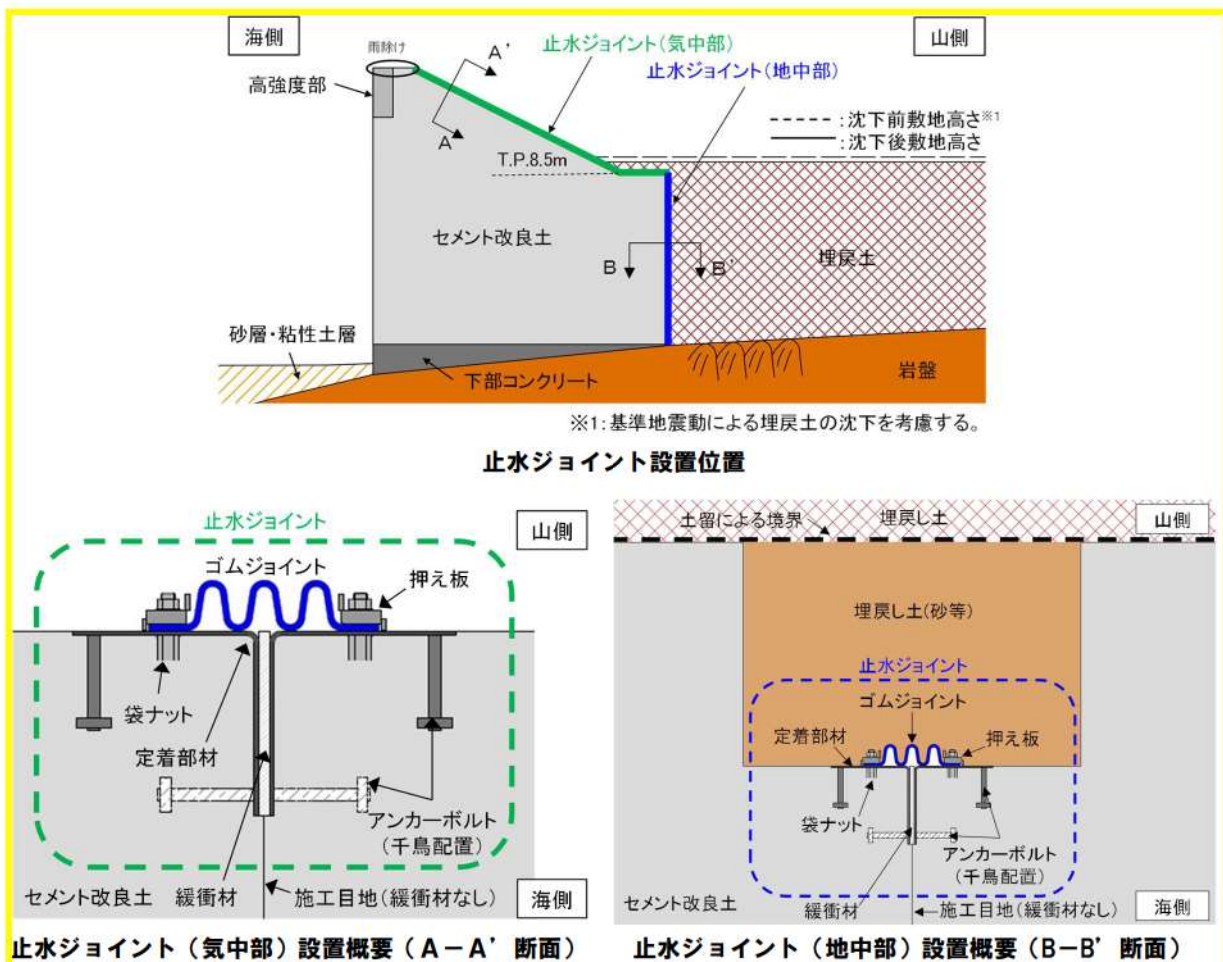 海側
雨除け
A'
止水ジョイント(気中部)
山側
止水ジョイント(地中部)
高強度部
A
:沈下前敷地高さ※1
:沈下後敷地高さ
T.P.8.5m
セメント改良土
B
B'
埋戻土
砂層・粘性土層
下部コンクリート
岩盤
※1:基準地震動による埋戻土の沈下を考慮する。
止水ジョイント設置位置
止水ジョイント
山側
ゴムジョイント
押え板
袋ナット
定着部材
アンカーボルト
(千鳥配置)
セメント改良土
緩衝材
施工目地(緩衝材なし)
海側
止水ジョイント(気中部)設置概要(A-A'断面)
土留による境界
埋戻し土
山側
埋戻し土(砂等)
止水ジョイント
ゴムジョイント
定着部材
押え板
袋ナット
アンカーボルト
(千鳥配置)
セメント改良土
緩衝材
施工目地(緩衝材なし)
海側
止水ジョイント(地中部)設置概要(B-B'断面)